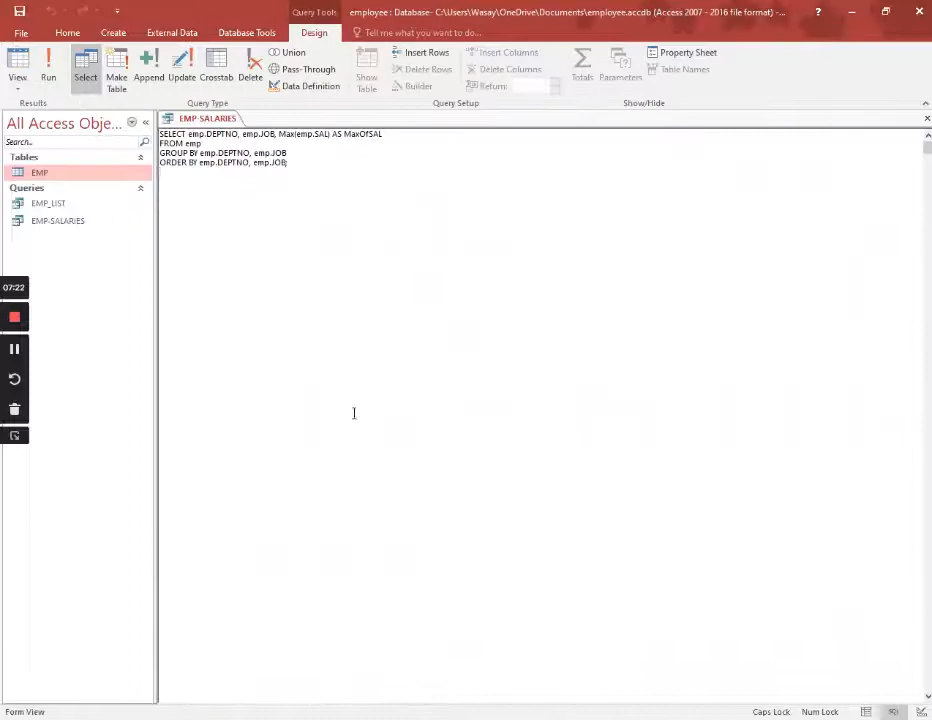 Query Tools
employee : Database- C:\Users\Wasay\OneDrive\Documents\employee.accdb (Access 2007 - 2016 file format) -...
?
File
Home
Create
External Data
Database Tools
Design
Tell me what you want to do...
View
Run
Select
Make
Table
Append
Update
Crosstab
Delete
Union
Pass-Through
Data Definition
Show
Table
Insert Rows
Delete Rows
Builder
Insert Columns
Delete Columns
Return:
Totals
Parameters
Property Sheet
Table Names
Results
Query Type
Query Setup
Show/Hide
All Access Obje...
Search...
Tables
EMP
Queries
EMP_LIST
EMP-SALARIES
EMP-SALARIES
SELECT emp.DEPTNO, emp.JOB, Max(emp.SAL) AS MaxOfSAL
FROM emp
GROUP BY emp.DEPTNO, emp.JOB
ORDER BY emp.DEPTNO, emp.JOB;
07:22
Form View
Caps Lock
Num Lock
SQL